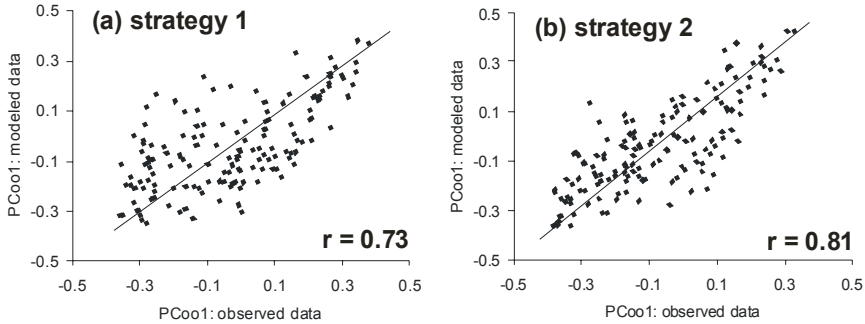 (a) strategy 1
0.5
0.3
0.1
-0.1
-0.3
-0.5
PCoo1: modeled data
r = 0.73
-0.5 -0.3 -0.1 0.1 0.3 0.5
PCoo1: observed data
(b) strategy 2
0.5
0.3
0.1
-0.1
-0.3
-0.5
PCoo1: modeled data
r = 0.81
-0.5 -0.3 -0.1 0.1 0.3 0.5
PCoo1: observed data